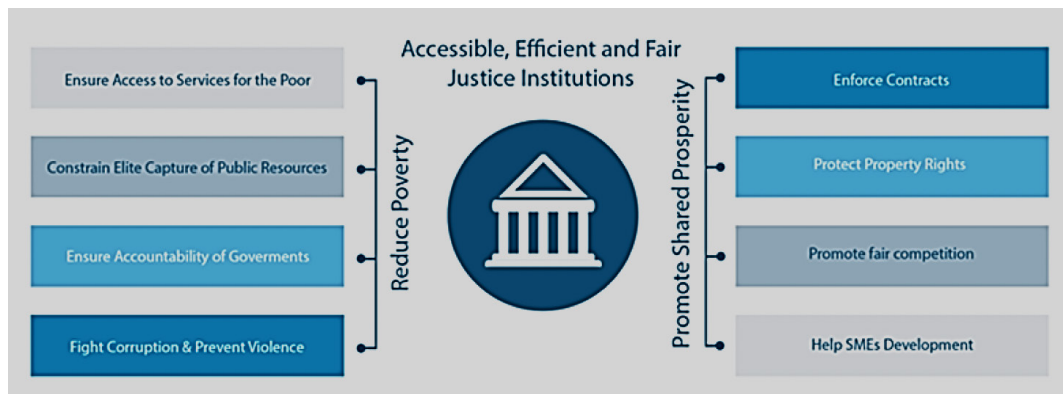 Accessible, Efficient and Fair
Justice Institutions
Ensure Access to Services for the Poor
Constrain Elite Capture of Public Resources
Ensure Accountability of Goverments
Fight Corruption & Prevent Violence
Reduce Poverty
Promote Shared Prosperity
Enforce Contracts
Protect Property Rights
Promote fair competition
Help SMEs Development